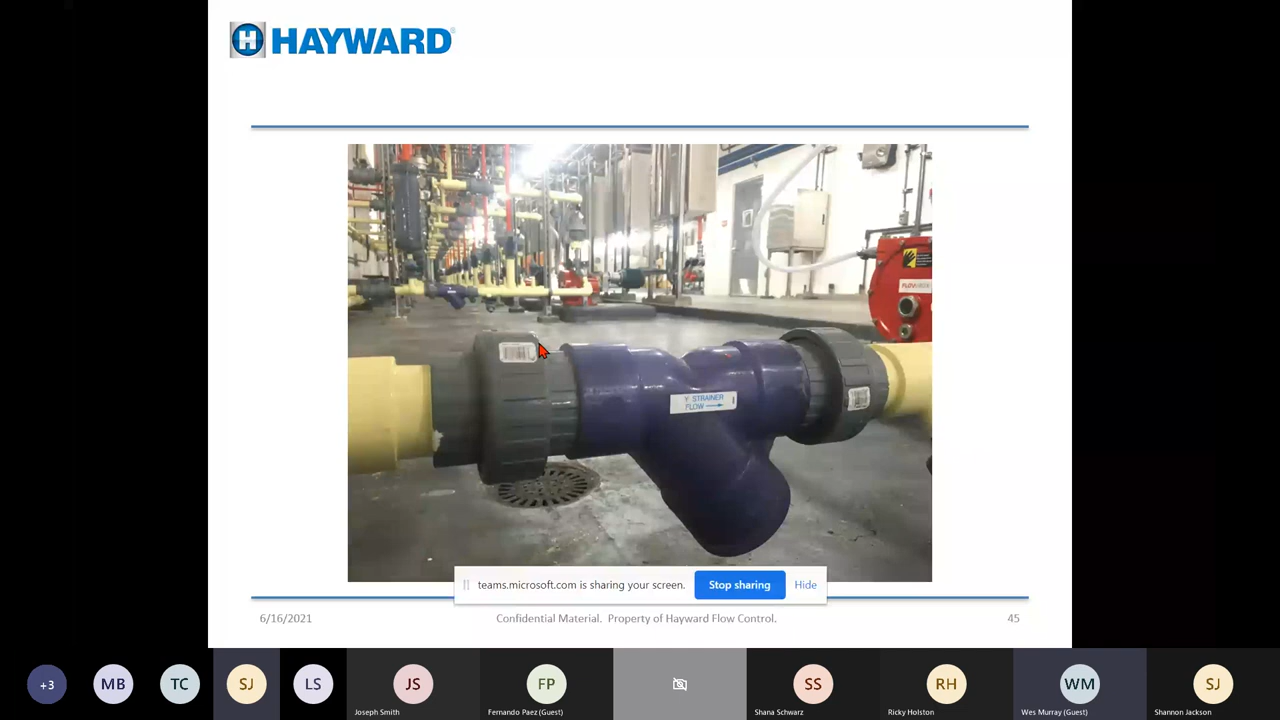 H HAYWARD®
Y STRAINER
FLOW
teams.microsoft.com is sharing your screen.
Stop sharing
Hide
6/16/2021
Confidential Material. Property of Hayward Flow Control.
45
+3
MB
TC
SJ
LS
JS
FP
SS
RH
WM
SJ
Joseph Smith
Fernando Paez (Guest)
Shana Schwarz
Ricky Holston
Wes Murray (Guest)
Shannon Jackson